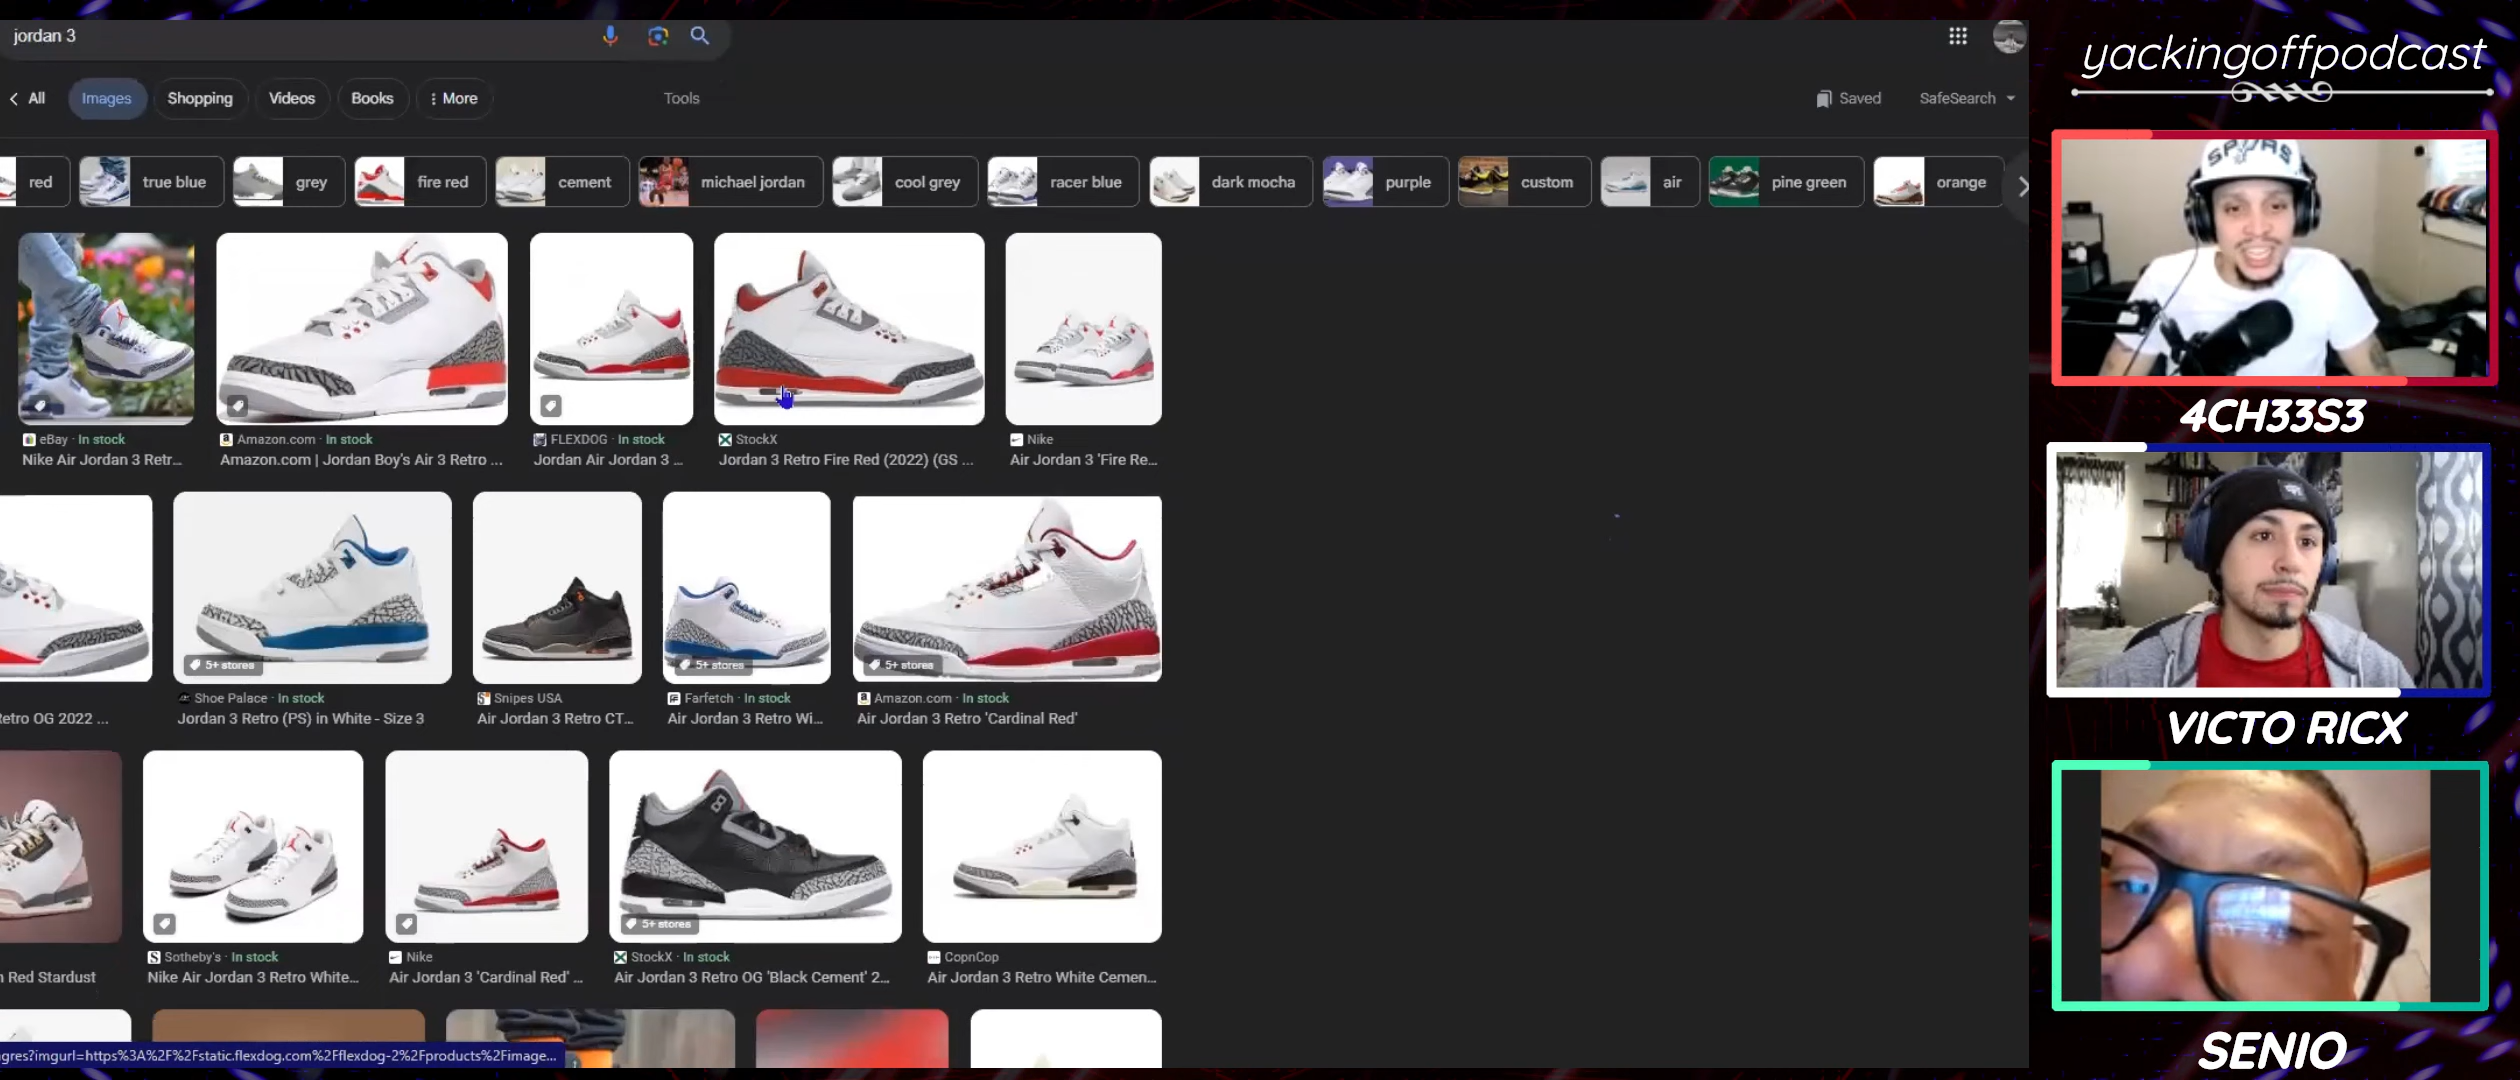 jordan 3
All
Images
Shopping
Videos
Books
More
Tools
Saved
SafeSearch
red
true blue
grey
fire red
cement
michael jordan
cool grey
racer blue
dark mocha
purple
custom
air
pine green
orange
eBay · In stock
Nike Air Jordan 3 Retr...
Amazon.com · In stock
Amazon.com | Jordan Boy's Air 3 Retro ...
FLEXDOG · In stock
Jordan Air Jordan 3 ...
StockX
Jordan 3 Retro Fire Red (2022) (GS ...
Nike
Air Jordan 3 'Fire Re...
etro OG 2022 ...
5+ stores
Shoe Palace · In stock
Jordan 3 Retro (PS) in White - Size 3
Snipes USA
Air Jordan 3 Retro CT...
5+ stores
Farfetch · In stock
Air Jordan 3 Retro Wi...
5+ stores
Amazon.com · In stock
Air Jordan 3 Retro 'Cardinal Red'
n Red Stardust
Sotheby's · In stock
Nike Air Jordan 3 Retro White...
Nike
Air Jordan 3 'Cardinal Red' ...
5+ stores
StockX · In stock
Air Jordan 3 Retro OG 'Black Cement' 2...
CopnCop
Air Jordan 3 Retro White Cemen...
gres?imgurl=https%3A%2F%2Fstatic.flexdog.com%2Fflexdog-2%2Fproducts%2Fimage...
yackingoffpodcast
SPURS
4CH33S3
VICTO RICX
SENIO